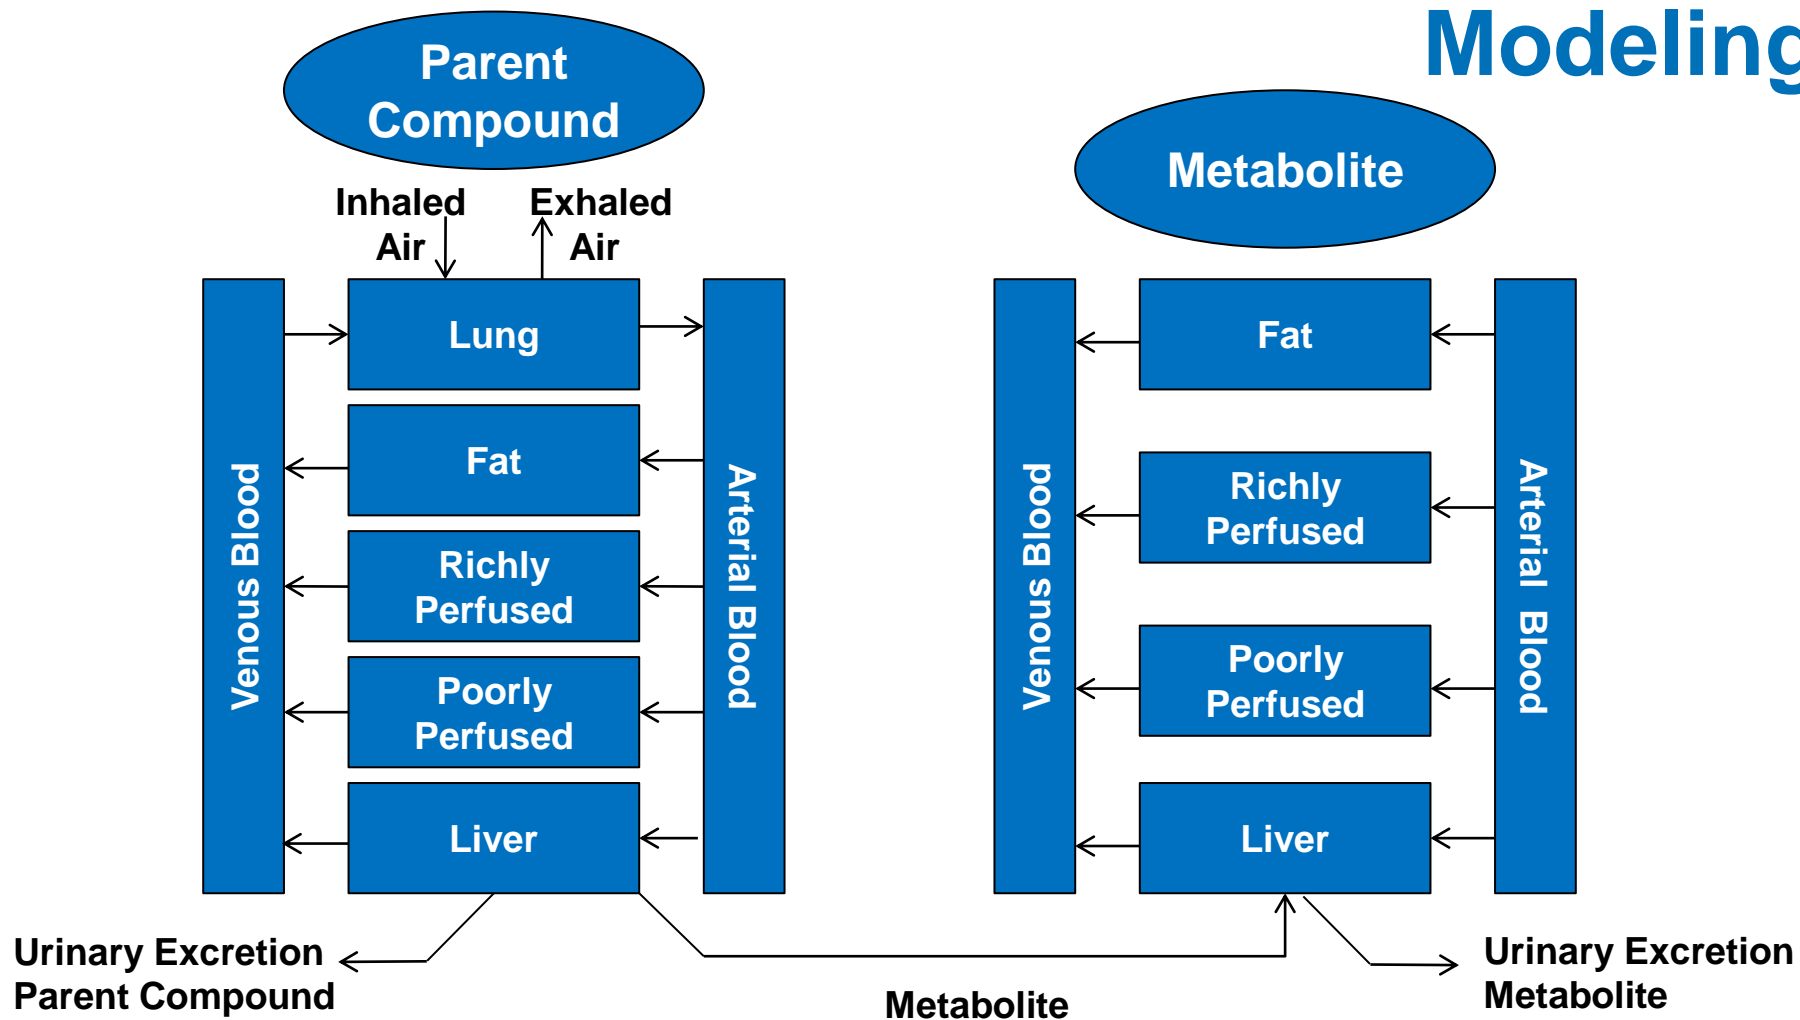 Modeling
Parent
Compound
Metabolite
Inhaled
Air
Exhaled
Air
Venous Blood
Lung
Fat
Richly
Perfused
Poorly
Perfused
Liver
Arterial Blood
Venous Blood
Fat
Richly
Perfused
Poorly
Perfused
Liver
Arterial Blood
Urinary Excretion
Parent Compound
Metabolite
Urinary Excretion
Metabolite